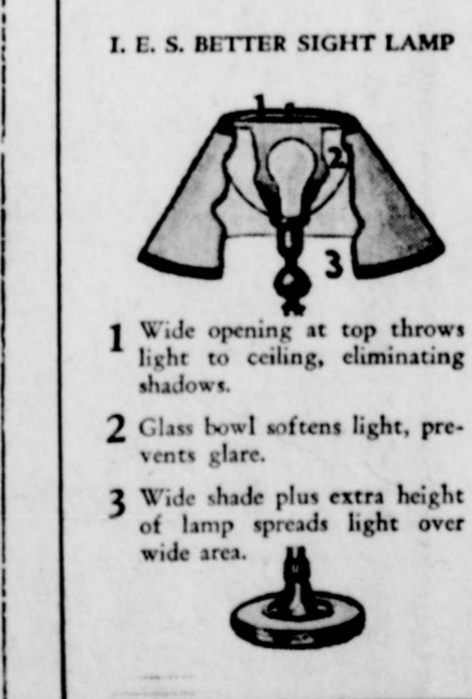 I. E. S. BETTER SIGHT LAMP
1
2
3
1 Wide opening at top throws
light to ceiling, eliminating
shadows.
2 Glass bowl softens light, pre-
vents glare.
3 Wide shade plus extra height
of lamp spreads light over
wide area.